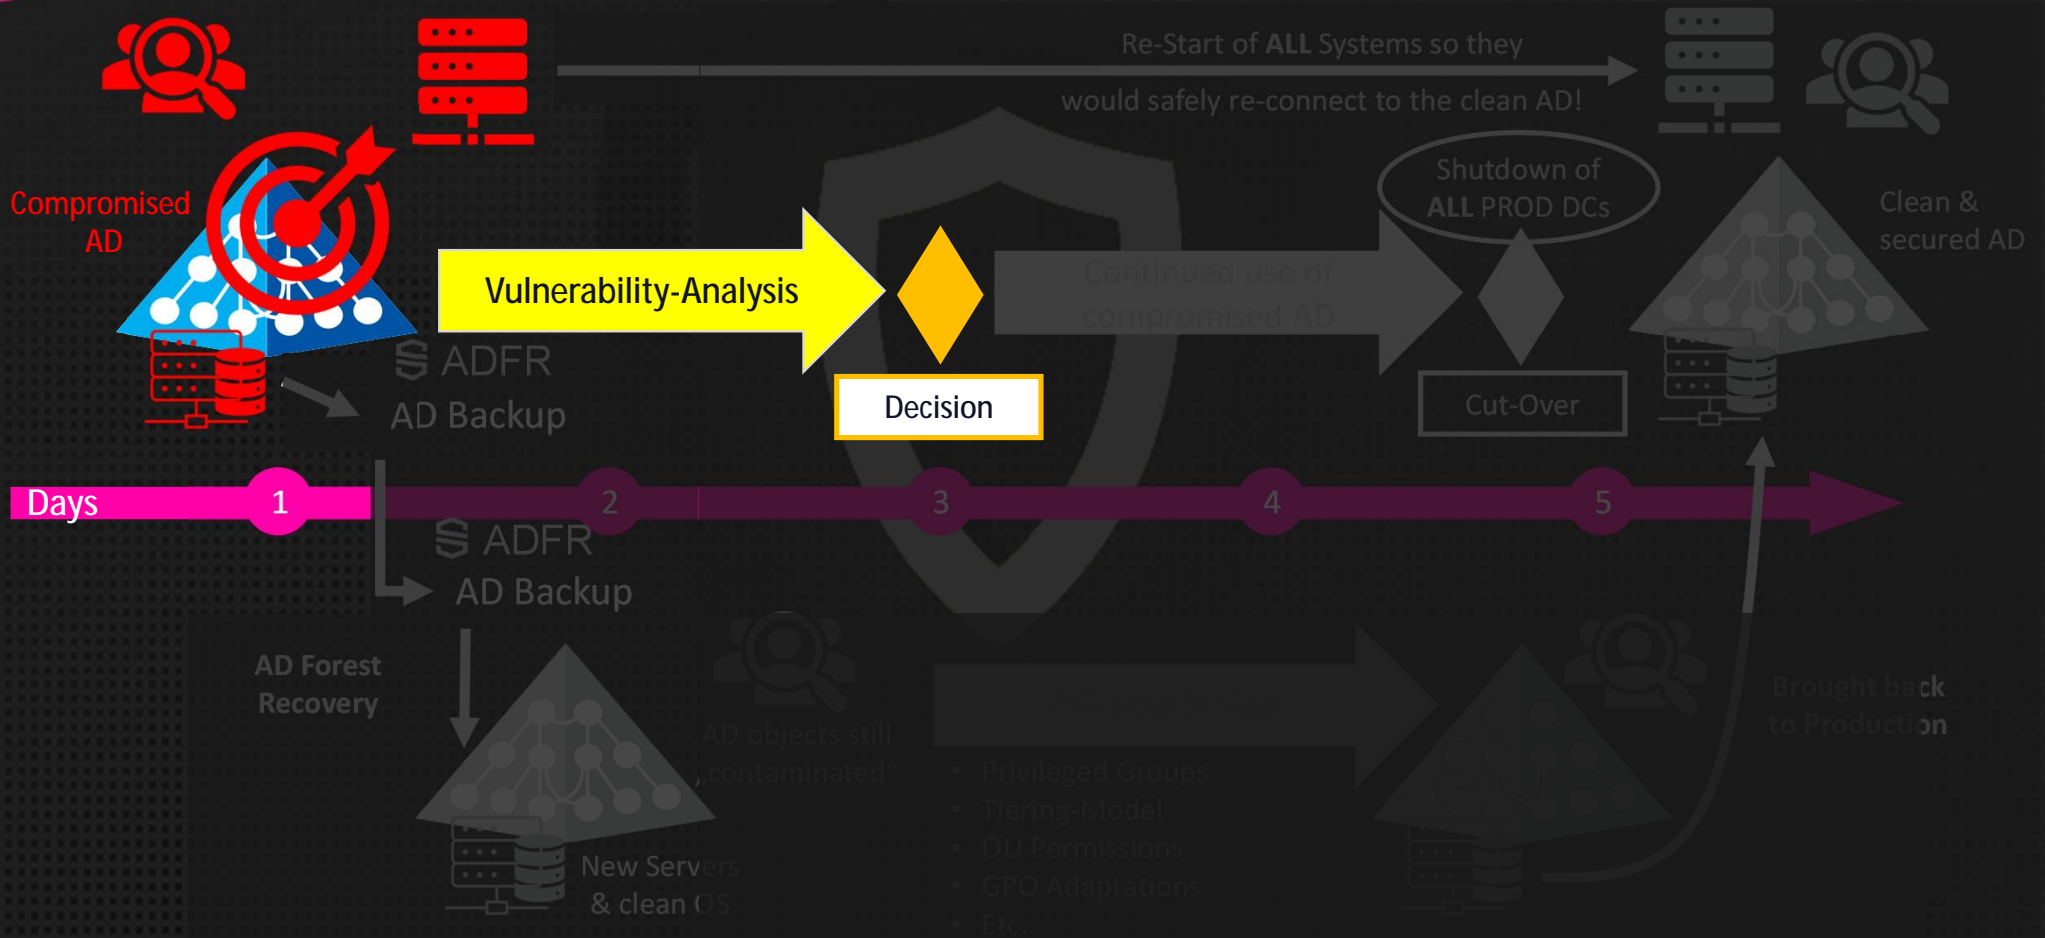 Re-Start of ALL Systems so they
would safely re-connect to the clean AD!
Compromised
AD
Vulnerability-Analysis
Decision
Continued use of
compromised AD
Shutdown of
ALL PROD DCs
Cut-Over
Clean &
secured AD
ADFR
AD Backup
Days
1
2
3
4
5
ADFR
AD Backup
AD Forest
Recovery
New Servers
& clean OS
AD objects still
„contaminated“
• Privileged Groups
• Tiering-Model
• OU Permissions
• GPO Adaptations
• Etc.
Brought back
to Production